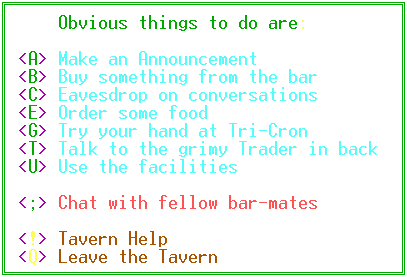 Obvious things to do are:
<A> Make an Announcement
<B> Buy something from the bar
<C> Eavesdrop on conversations
<E> Order some food
<G> Try your hand at Tri-Cron
<T> Talk to the grimy Trader in back
<U> Use the facilities
<;> Chat with fellow bar-mates
<!> Tavern Help
<Q> Leave the Tavern